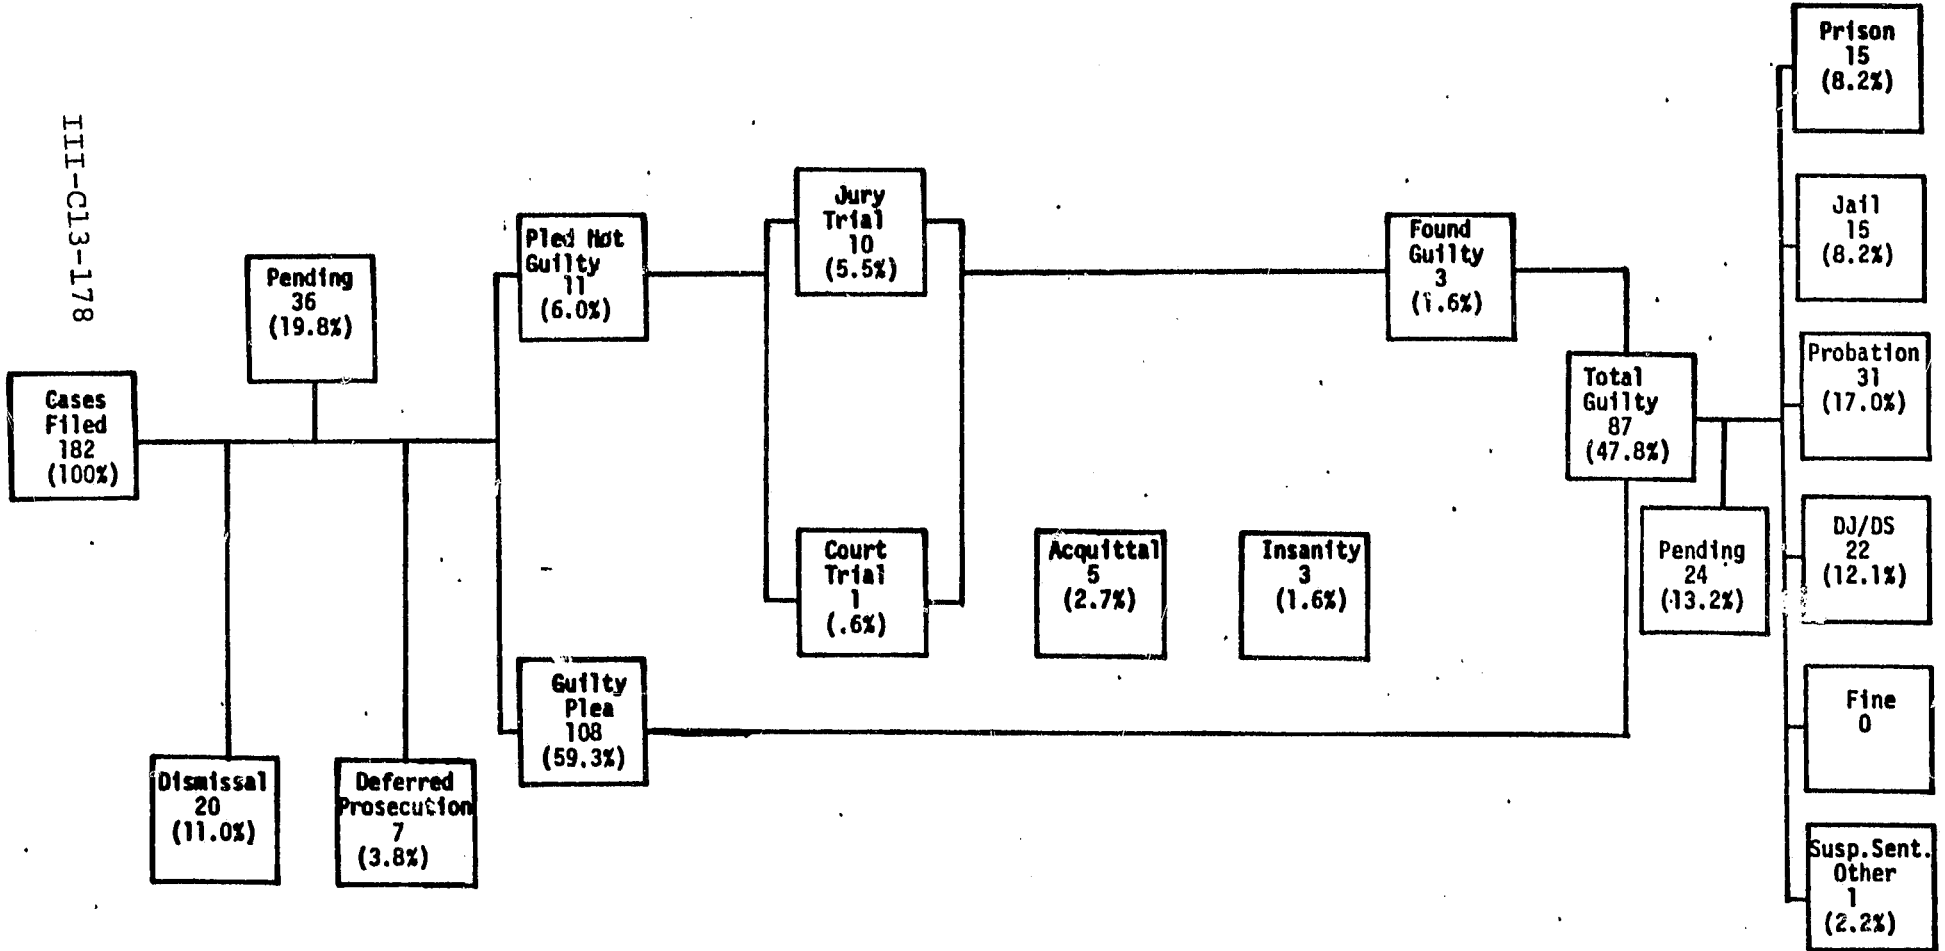 III-C13-178
Cases
Filed
182
(100%)
Pending
36
(19.8%)
Dismissal
20
(11.0%)
Deferred
Prosecution
7
(3.8%)
Pled Not
Guilty
11
(6.0%)
Guilty
Plea
108
(59.3%)
Jury
Trial
10
(5.5%)
Court
Trial
1
(.6%)
Acquittal
5
(2.7%)
Insanity
3
(1.6%)
Found
Guilty
3
(1.6%)
Total
Guilty
87
(47.8%)
Pending
24
(13.2%)
Prison
15
(8.2%)
Jail
15
(8.2%)
Probation
31
(17.0%)
DJ/DS
22
(12.1%)
Fine
0
Susp.Sent.
Other
1
(2.2%)